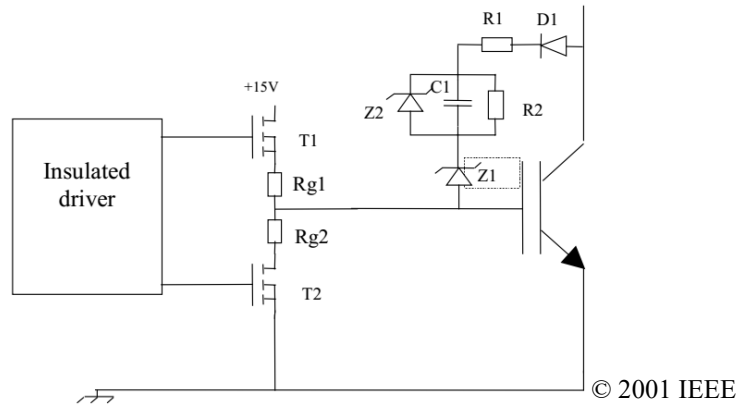 R1
D1
+15V
C1
Z2
R2
T1
Z1
Insulated
driver
Rg1
Rg2
T2
© 2001 IEEE